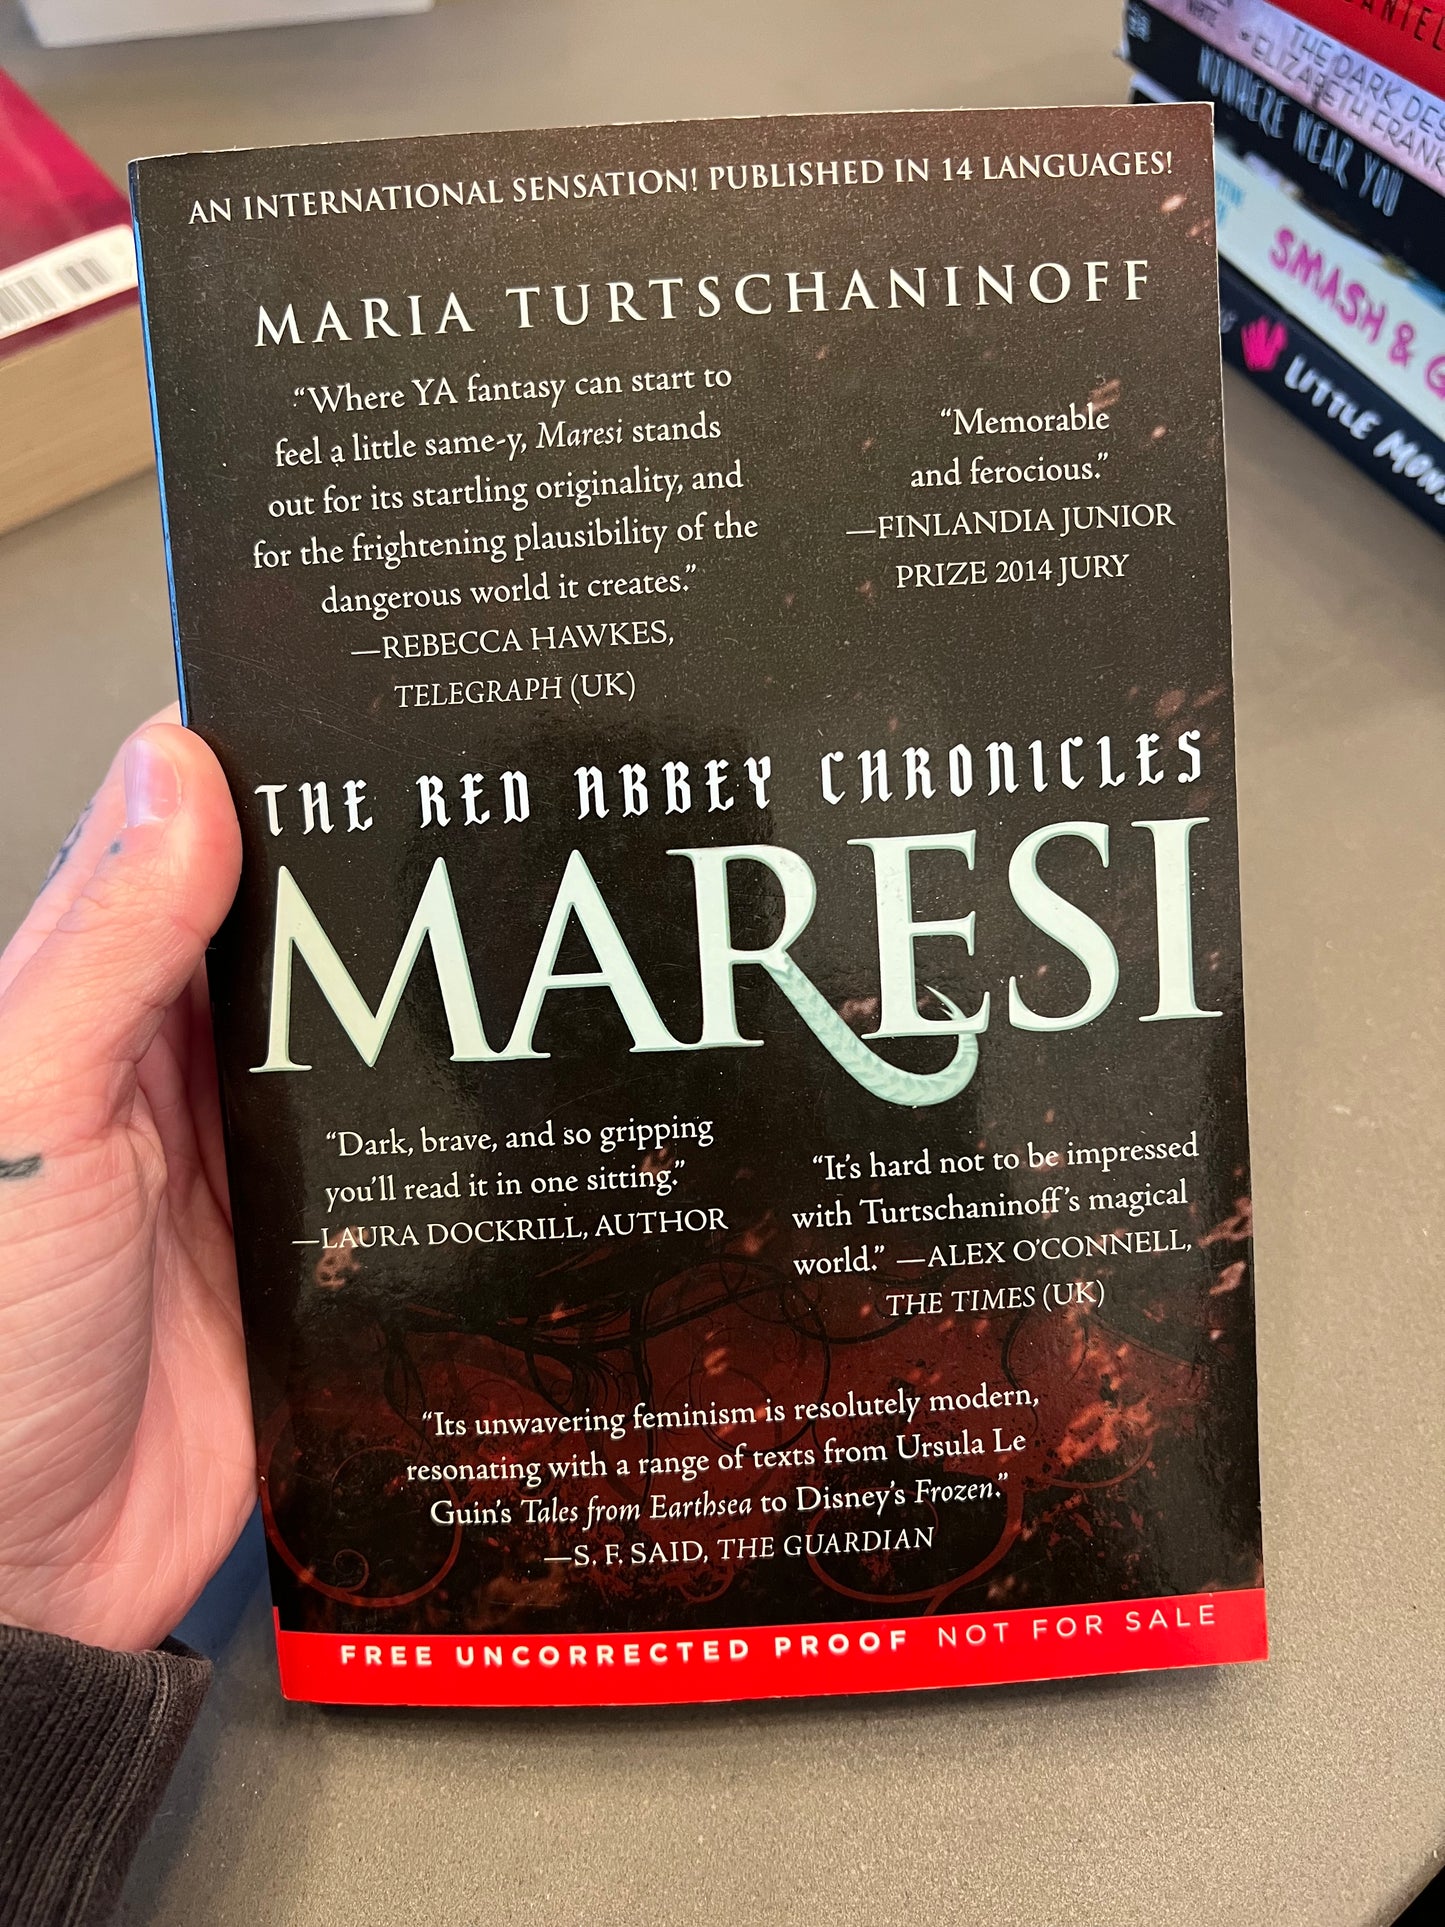 AN INTERNATIONAL SENSATION! PUBLISHED IN 14 LANGUAGES!
MARIA TURTSCHANINOFF
“Where YA fantasy can start to
feel a little same-y, Maresi stands
out for its startling originality, and
for the frightening plausibility of the
dangerous world it creates.”
—REBECCA HAWKES,
TELEGRAPH (UK)
“Memorable
and ferocious.”
—FINLANDIA JUNIOR
PRIZE 2014 JURY
THE RED ABBEY CHRONICLES
MARESI
“Dark, brave, and so gripping
you’ll read it in one sitting.”
—LAURA DOCKRILL, AUTHOR
“It’s hard not to be impressed
with Turtschaninoff’s magical
world.” —ALEX O’CONNELL,
THE TIMES (UK)
“Its unwavering feminism is resolutely modern,
resonating with a range of texts from Ursula Le
Guin’s Tales from Earthsea to Disney’s Frozen.”
—S. F. SAID, THE GUARDIAN
FREE UNCORRECTED PROOF NOT FOR SALE
THE DARK DES
ELIZABETH FRANK
NOWHERE NEAR YOU
SMASH & G
LITTLE MONS